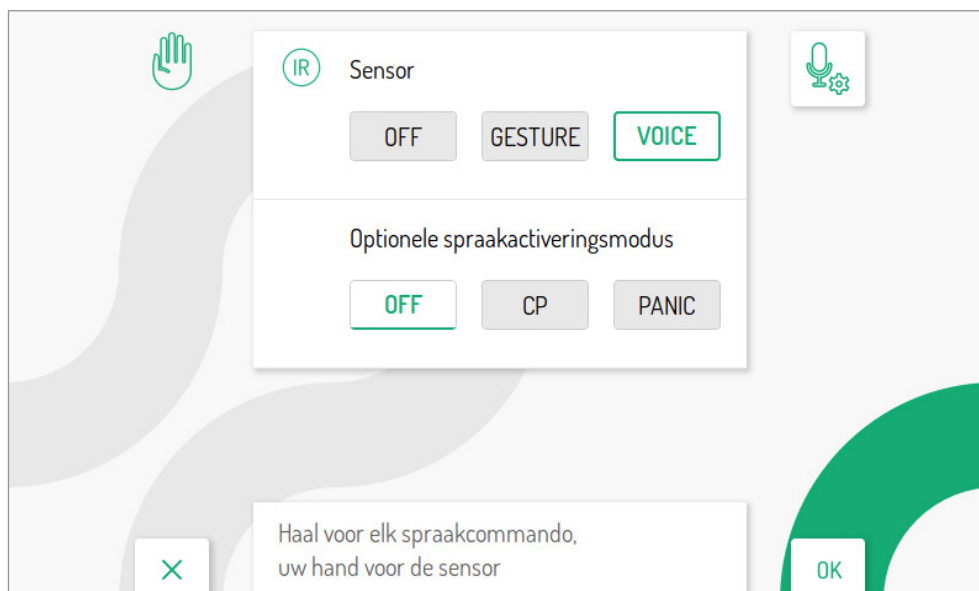 IR Sensor
OFF GESTURE VOICE
Optionele spraakactiveringsmodus
OFF CP PANIC
Haal voor elk spraakcommando,
uw hand voor de sensor
OK